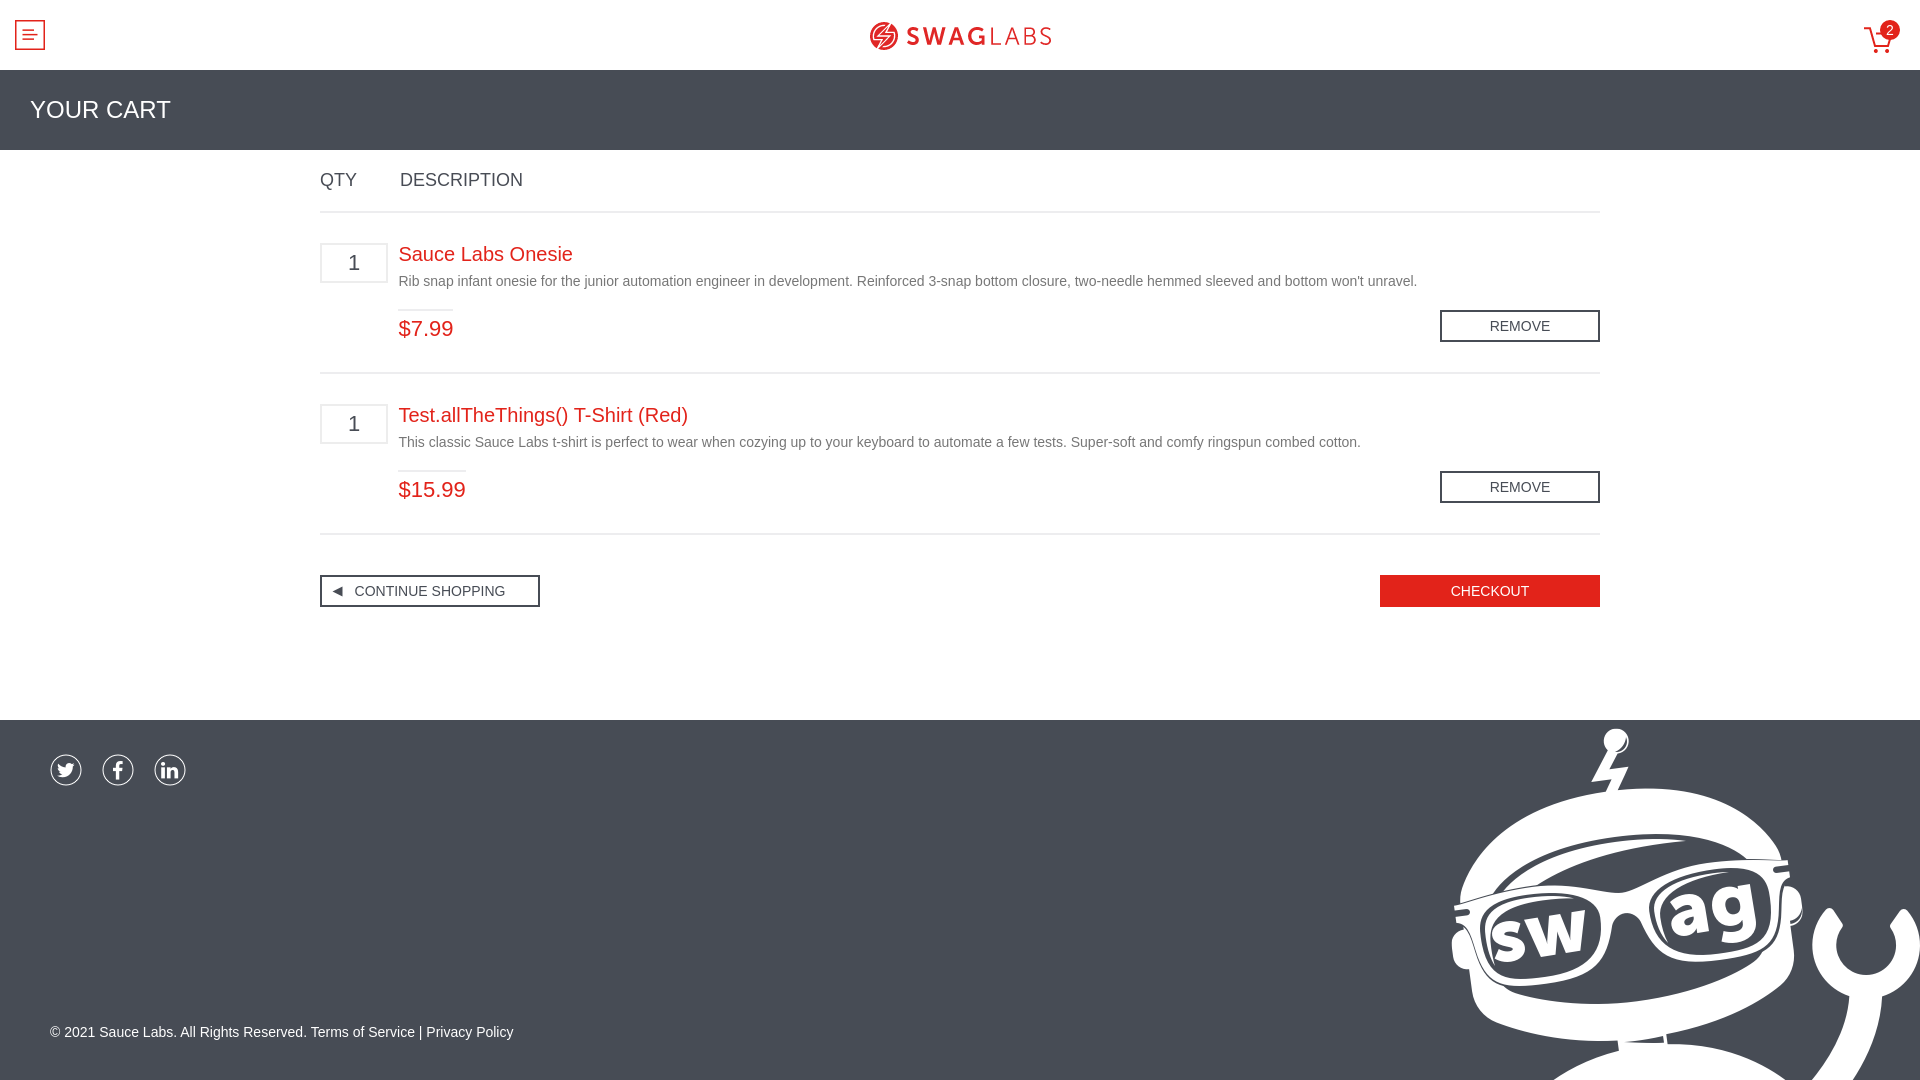 SWAGLABS
2
YOUR CART
QTY DESCRIPTION
1 Sauce Labs Onesie
Rib snap infant onesie for the junior automation engineer in development. Reinforced 3-snap bottom closure, two-needle hemmed sleeved and bottom won't unravel.
$7.99 REMOVE
1 Test.allTheThings() T-Shirt (Red)
This classic Sauce Labs t-shirt is perfect to wear when cozying up to your keyboard to automate a few tests. Super-soft and comfy ringspun combed cotton.
$15.99 REMOVE
◄ CONTINUE SHOPPING CHECKOUT
sw ag
© 2021 Sauce Labs. All Rights Reserved. Terms of Service | Privacy Policy